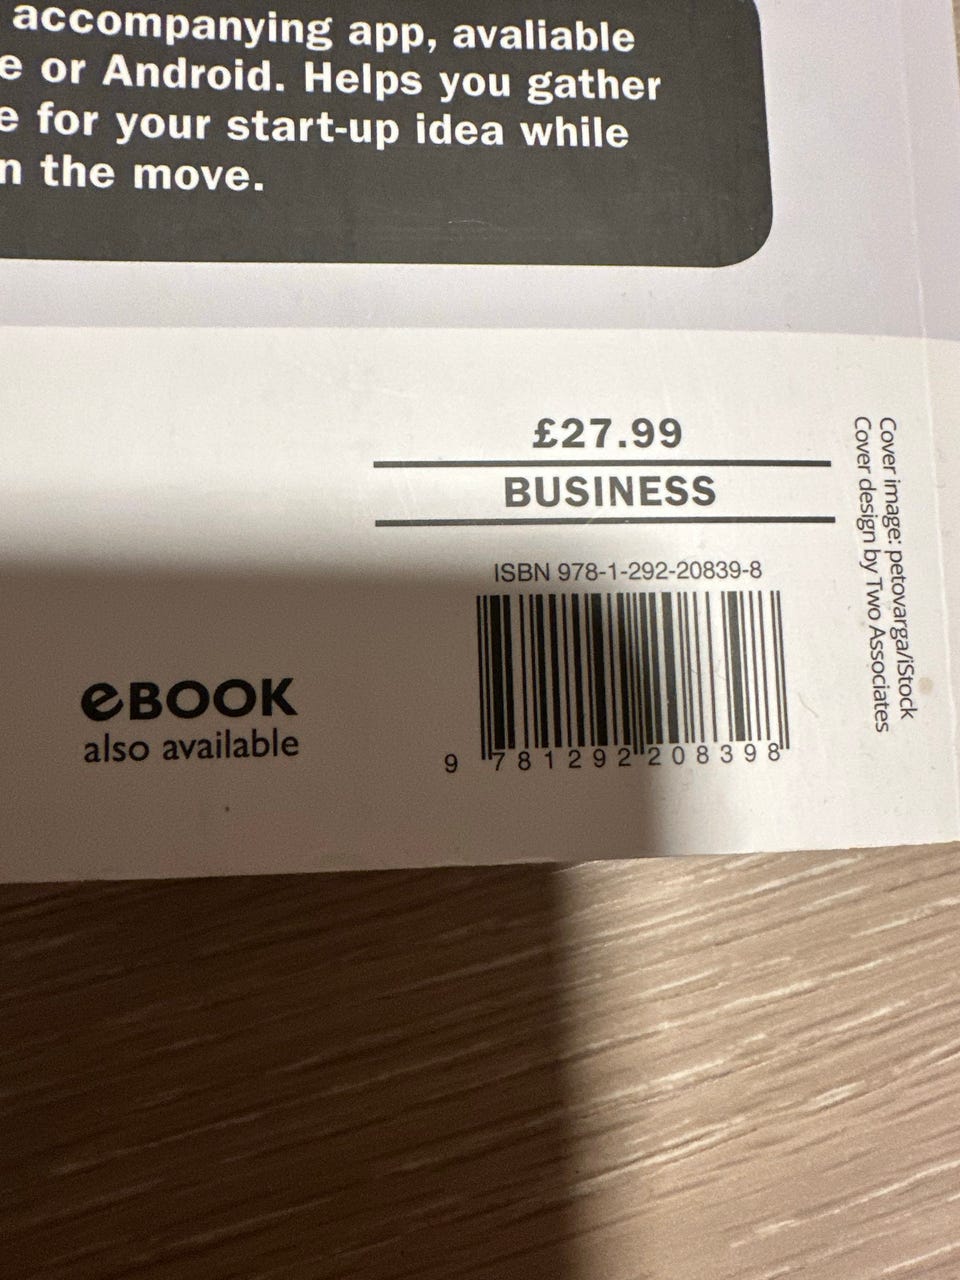 accompanying app, avaliable
e or Android. Helps you gather
e for your start-up idea while
n the move.
£27.99
BUSINESS
ISBN 978-1-292-20839-8
9 781292 208398
eBOOK
also available
Cover image: petovarga/iStock
Cover design by Two Associates